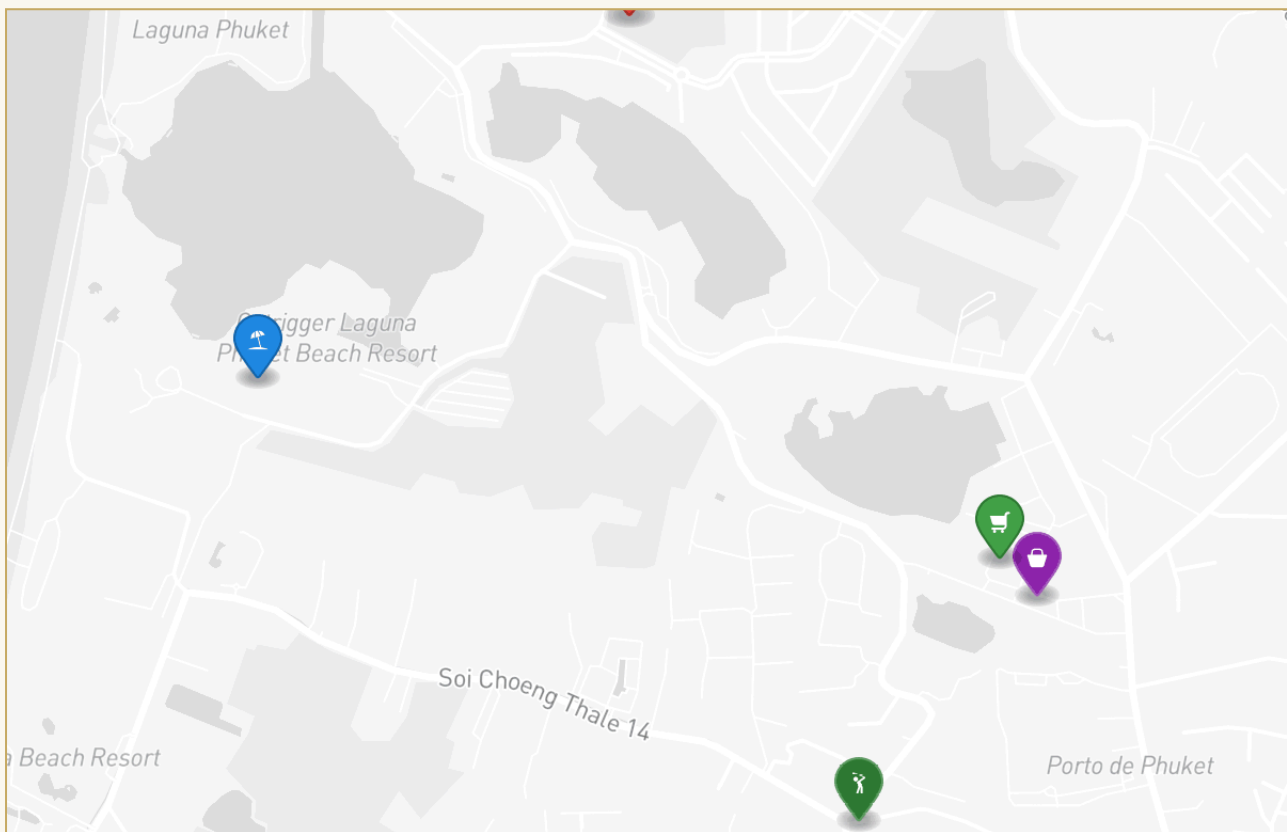 Laguna Phuket
Laguna
Beach Resort
Soi Choeng Thale 14
Beach Resort
Porto de Phuket